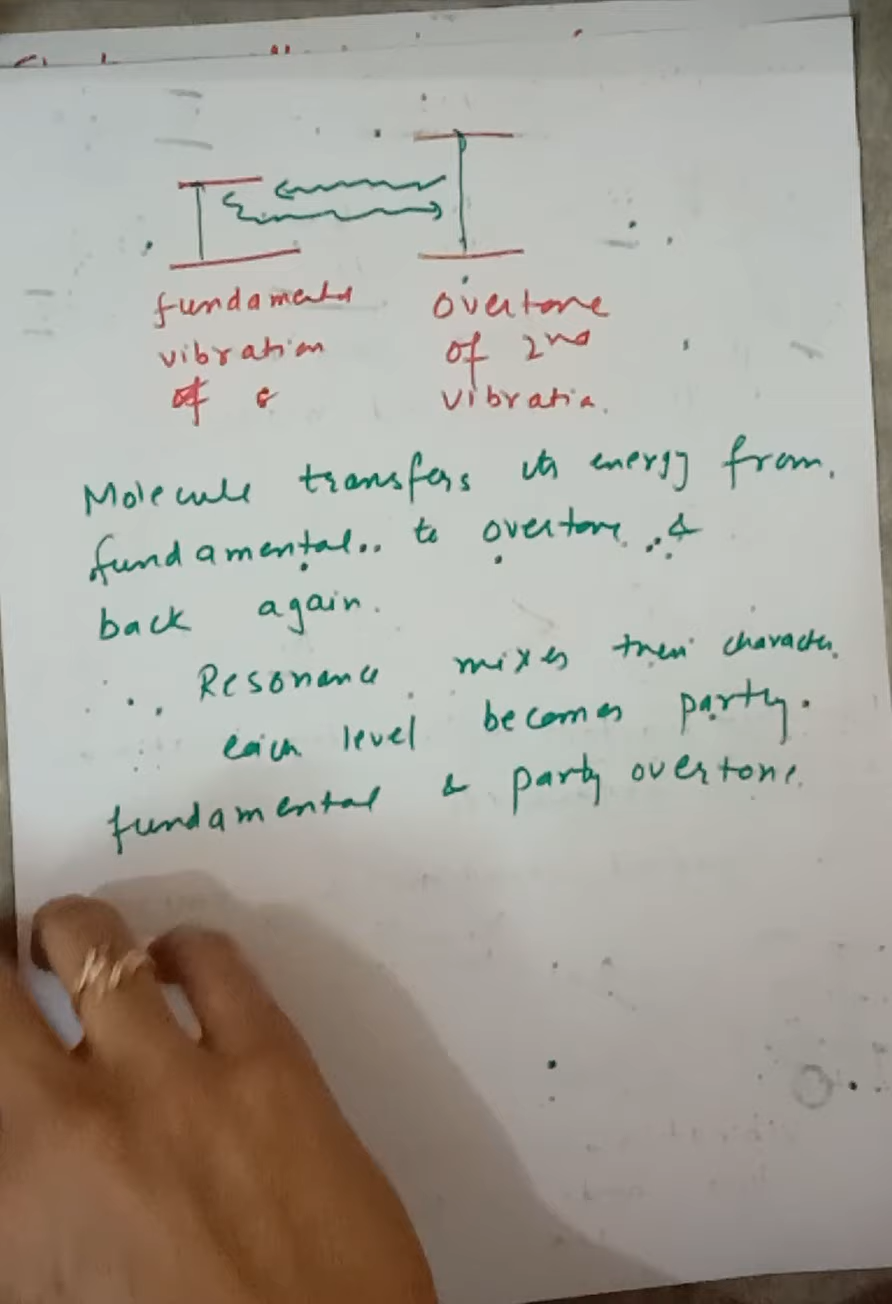 fundamental
vibration
of
overtone
of 2nd
vibratin.
Molecule transfers its energy from.
fundamental.. to overtone. &
back again.
∴ Resonance mixes their character.
each level becomes partly.
fundamental & partly overtone.